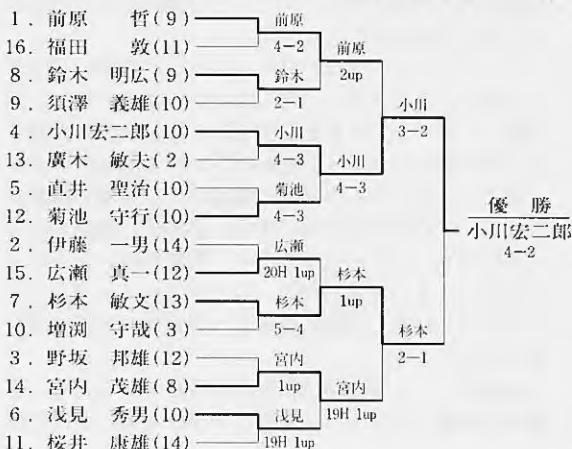 1. 前原 哲(9)
16. 福田 敦(11)
8. 鈴木 明広(9)
9. 須澤 義雄(10)
4. 小川宏二郎(10)
13. 廣木 敏夫(2)
5. 直井 聖治(10)
12. 菊池 守行(10)
2. 伊藤 一男(14)
15. 広瀬 真一(12)
7. 杉本 敏文(13)
10. 増渕 守哉(3)
3. 野坂 邦雄(12)
14. 宮内 茂雄(8)
6. 浅見 秀男(10)
11. 桜井 康雄(14)
前原
4-2
鈴木
2-1
小川
4-3
菊池
4-3
広瀬
20H 1up
杉本
5-4
宮内
1up
浅見
19H 1up
前原
2up
小川
4-3
杉本
1up
宮内
19H 1up
小川
3-2
杉本
2-1
優勝
小川宏二郎
4-2